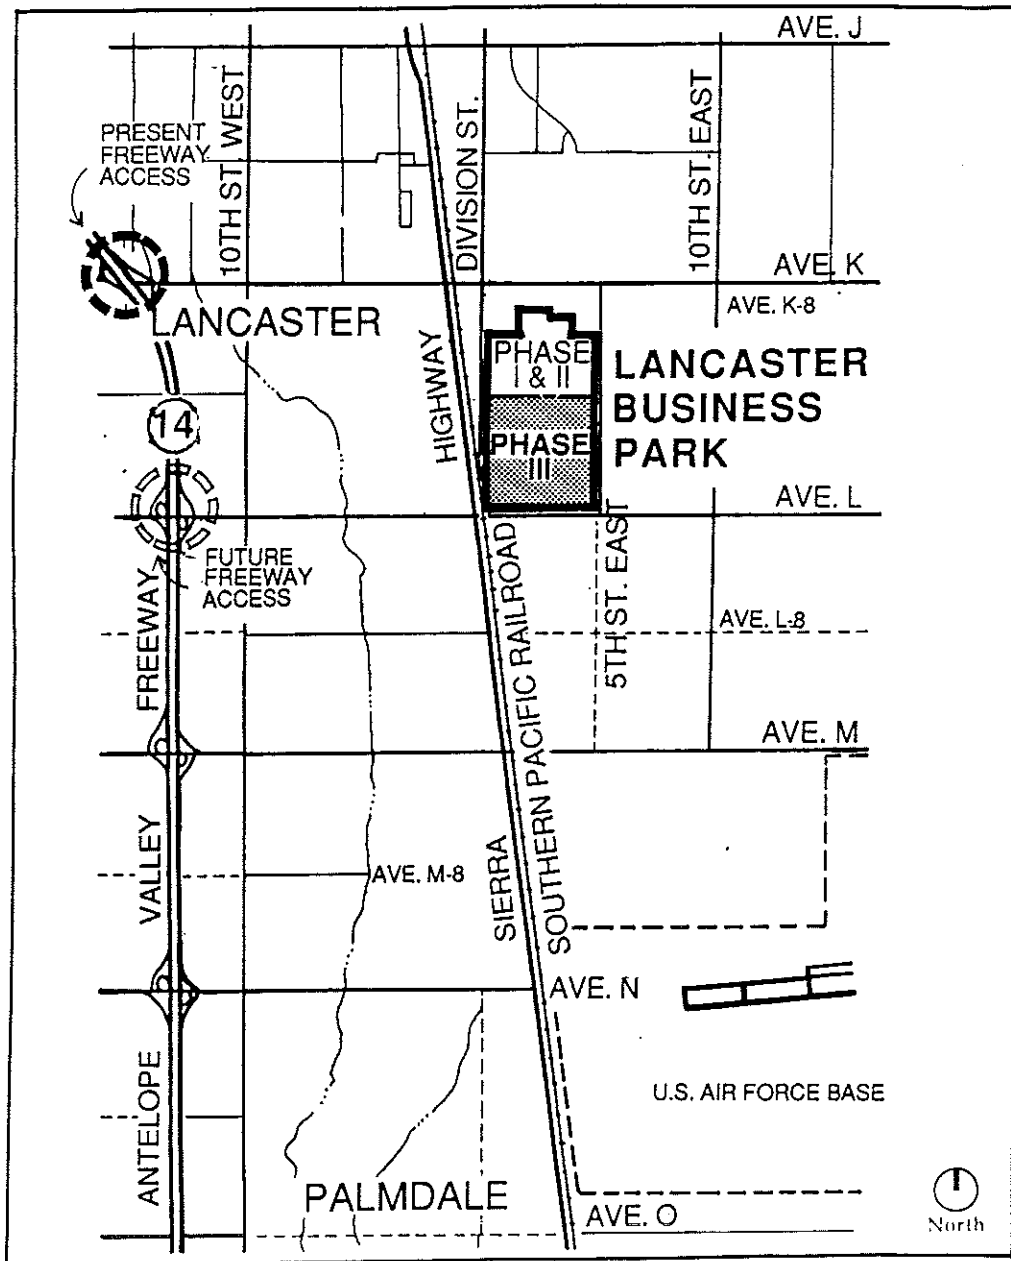 AVE. J
10TH ST. WEST
DIVISION ST.
10TH ST. EAST
PRESENT
FREEWAY
ACCESS
AVE. K
AVE. K-8
LANCASTER
HIGHWAY
PHASE
I & II
PHASE
III
LANCASTER
BUSINESS
PARK
14
AVE. L
5TH ST. EAST
FUTURE
FREEWAY
ACCESS
FREEWAY
AVE. L-8
SOUTHERN PACIFIC RAILROAD
AVE. M
VALLEY
AVE. M-8
SIERRA
AVE. N
ANTELOPE
U.S. AIR FORCE BASE
PALMDALE
AVE. O
North